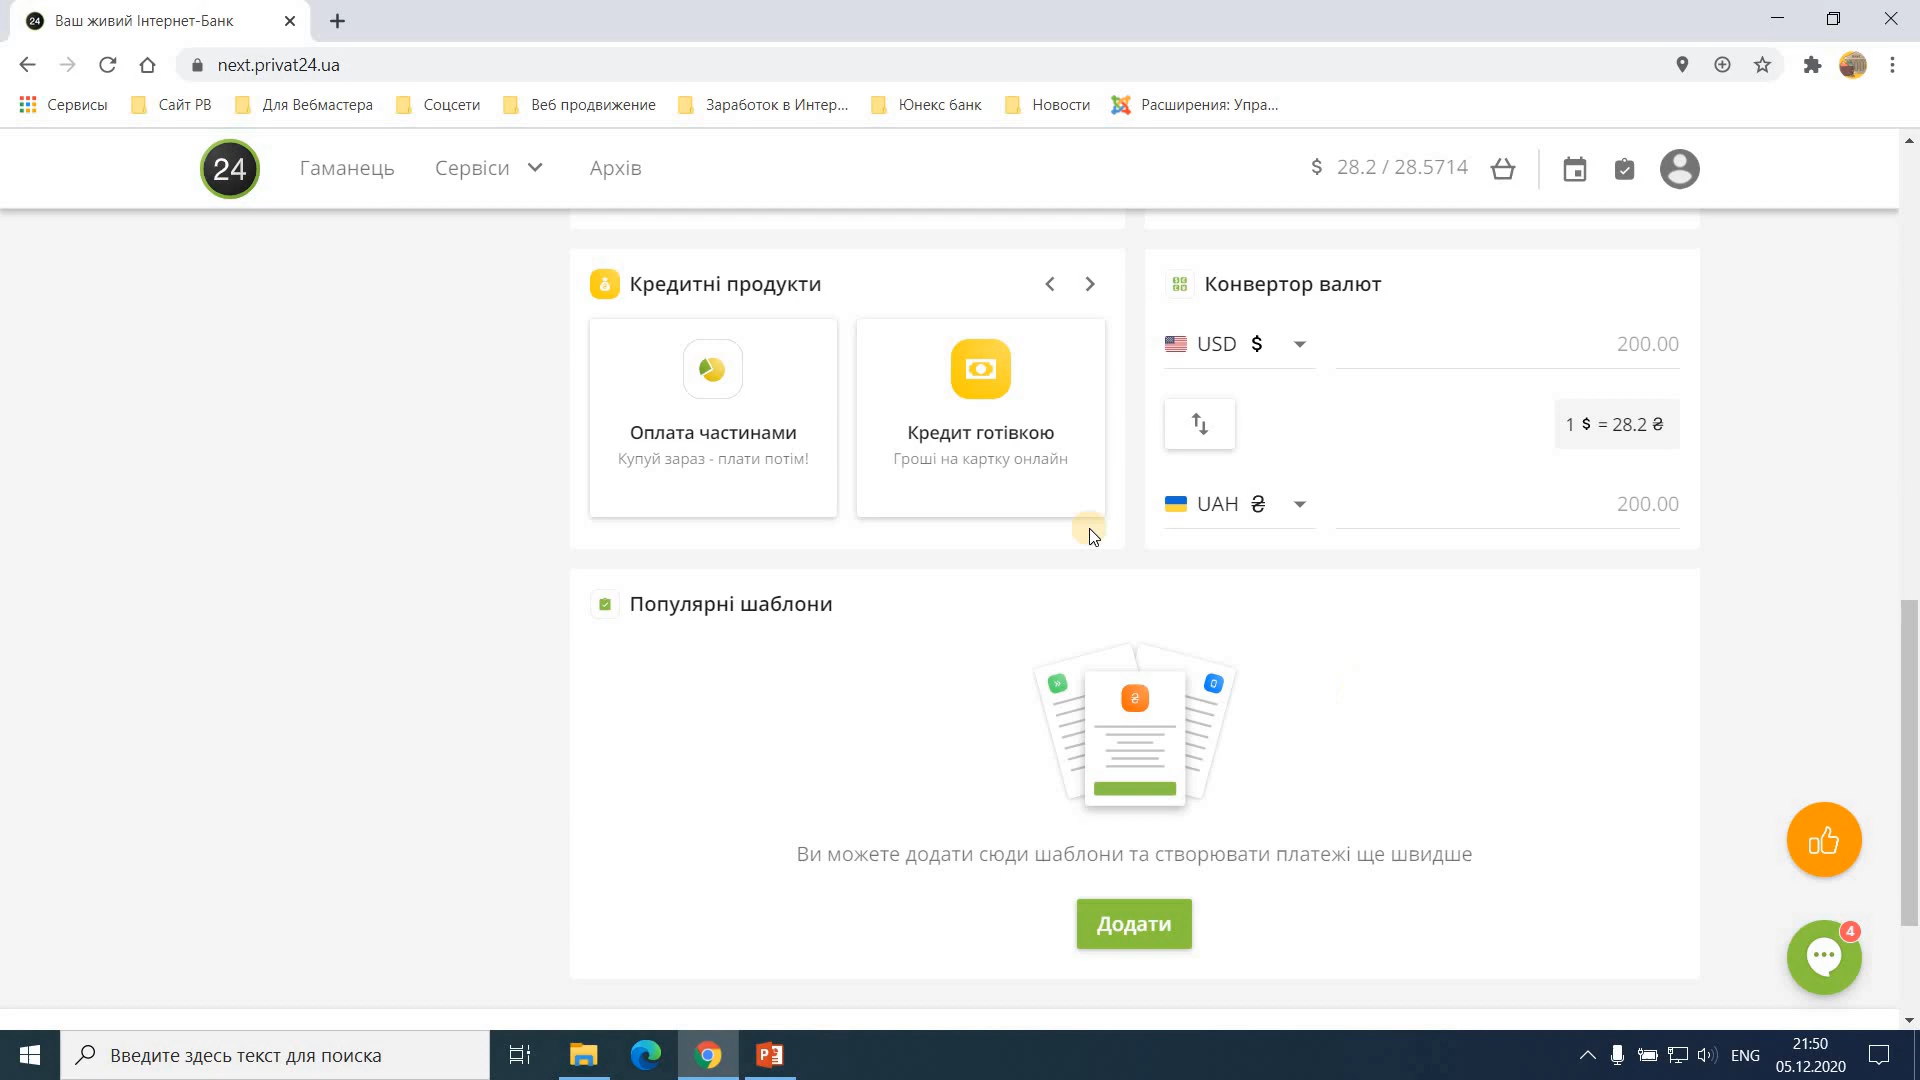 24 Ваш живий Інтернет-Банк
next.privat24.ua
Сервисы Сайт РВ Для Вебмастера Соцсети Веб продвижение Заработок в Интер... Юнекс банк Новости Расширения: Упра...
24 Гаманець Сервіси Архів $ 28.2 / 28.5714
Кредитні продукти
Оплата частинами
Купуй зараз - плати потім!
Кредит готівкою
Гроші на картку онлайн
Конвертор валют
USD $ 200.00
1 $ = 28.2 ₴
UAH ₴ 200.00
Популярні шаблони
₴
Ви можете додати сюди шаблони та створювати платежі ще швидше
Додати
4
Введите здесь текст для поиска
ENG
21:50
05.12.2020